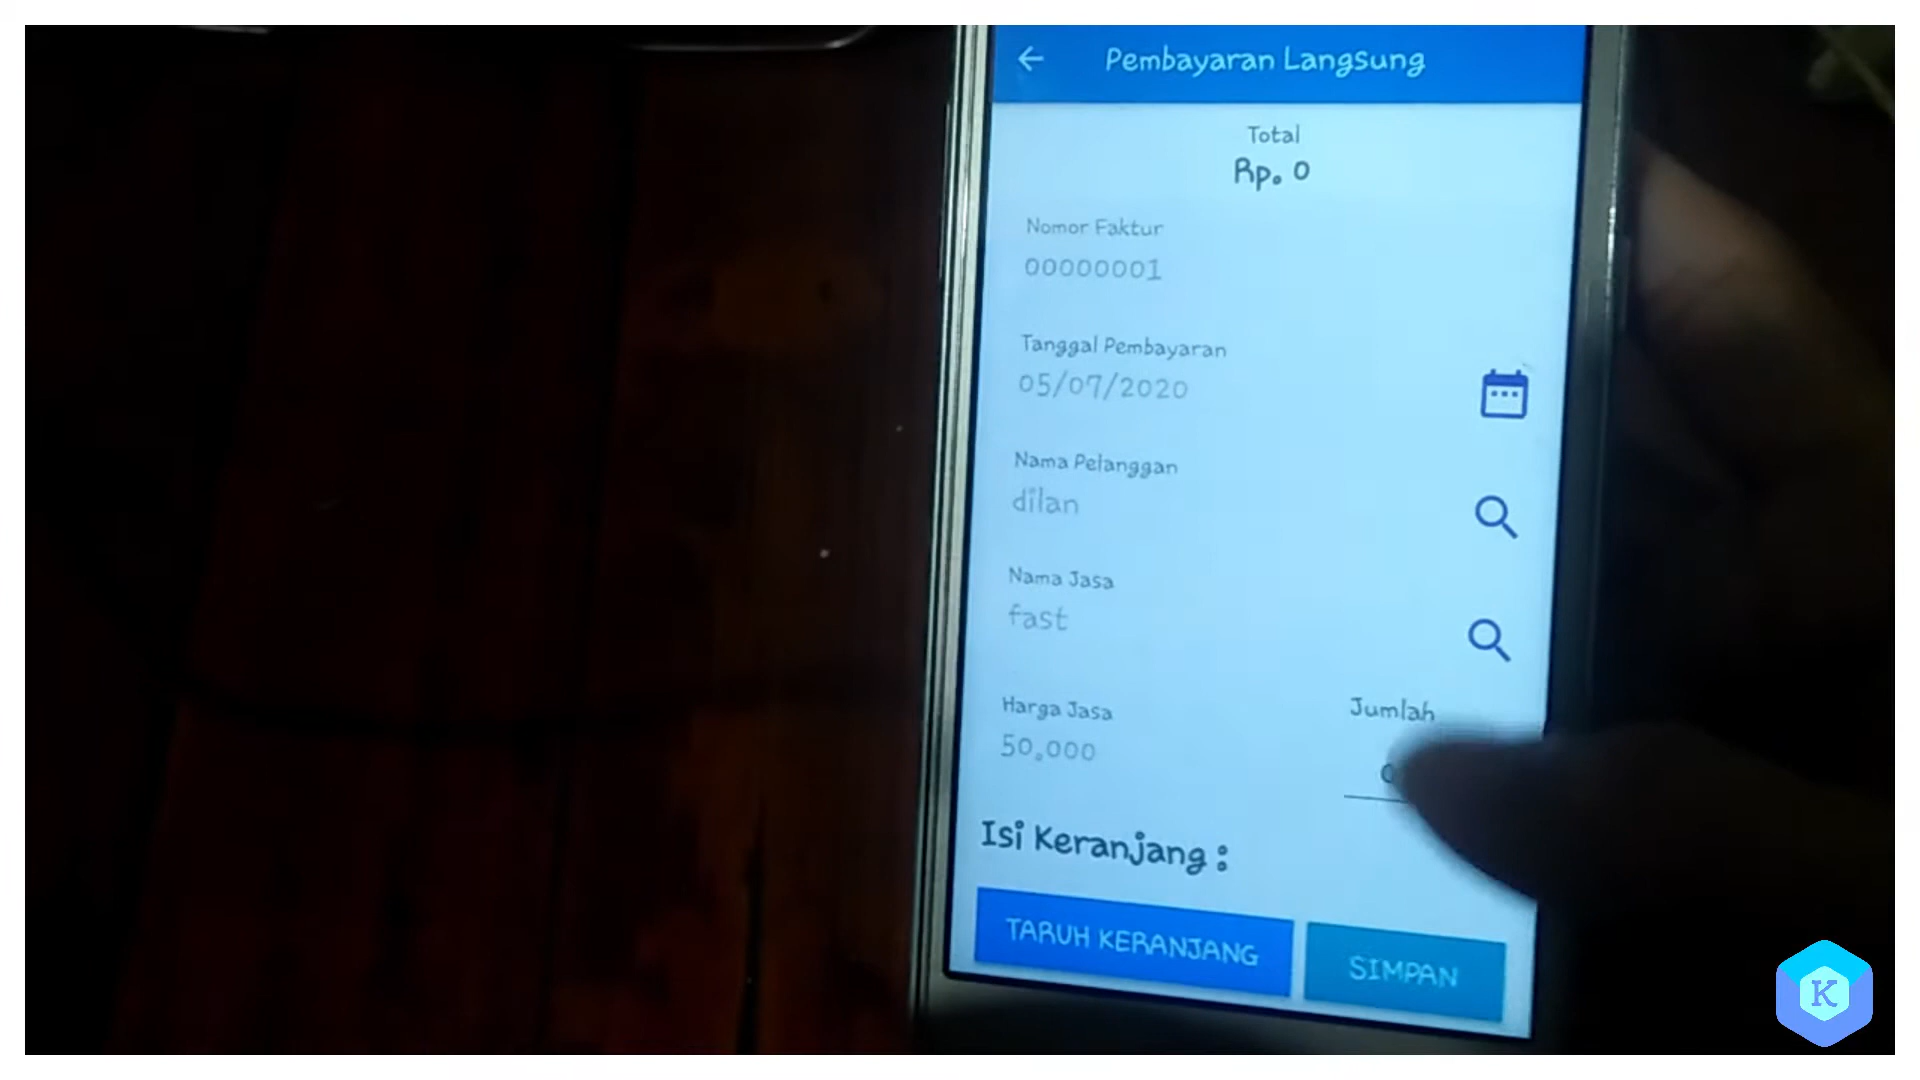 Pembayaran Langsung
Total
Rp. 0
Nomor Faktur
00000001
Tanggal Pembayaran
05/07/2020
Nama Pelanggan
dilan
Nama Jasa
fast
Harga Jasa
50,000
Jumlah
0
Isi Keranjang :
TARUH KERANJANG
SIMPAN
K